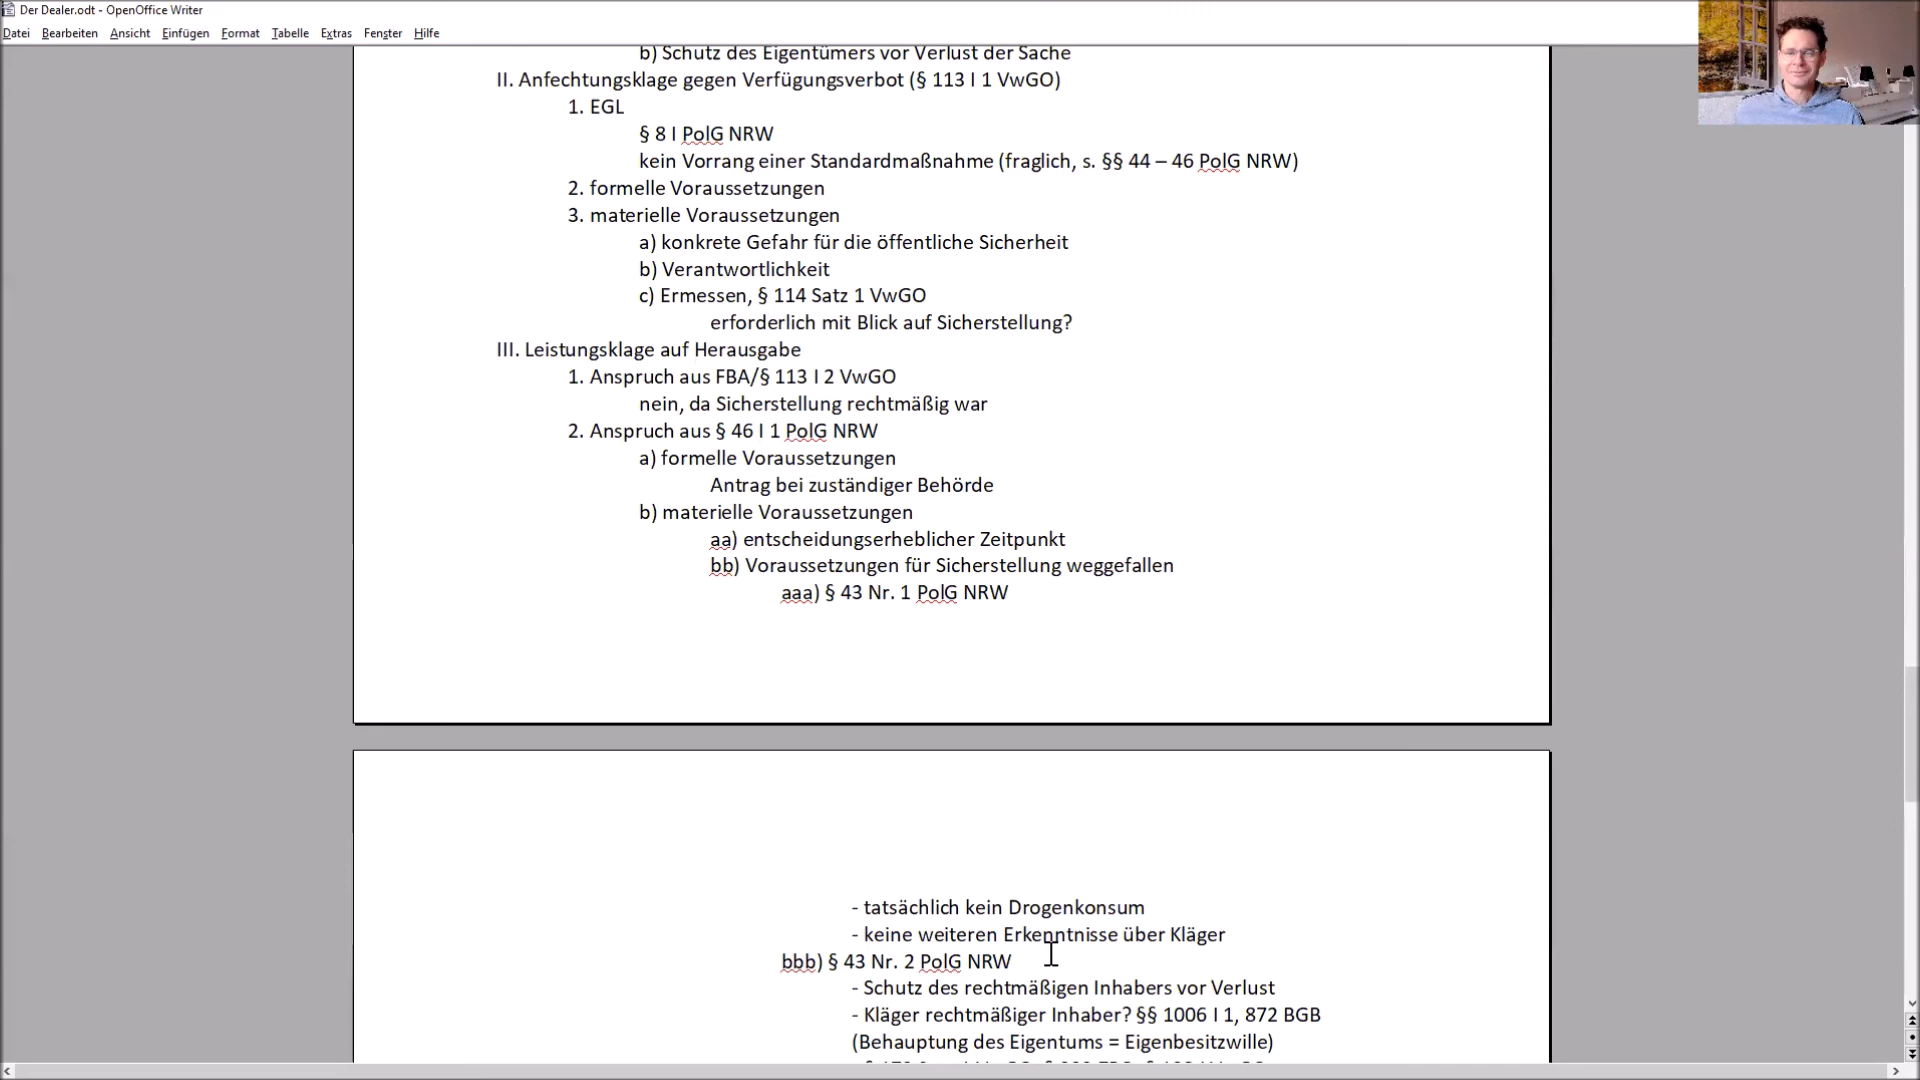 Der Dealer.odt - OpenOffice Writer
Datei Bearbeiten Ansicht Einfügen Format Tabelle Extras Fenster Hilfe
b) Schutz des Eigentümers vor Verlust der Sache
II. Anfechtungsklage gegen Verfügungsverbot (§ 113 I 1 VwGO)
1. EGL
§ 8 I PolG NRW
kein Vorrang einer Standardmaßnahme (fraglich, s. §§ 44 – 46 PolG NRW)
2. formelle Voraussetzungen
3. materielle Voraussetzungen
a) konkrete Gefahr für die öffentliche Sicherheit
b) Verantwortlichkeit
c) Ermessen, § 114 Satz 1 VwGO
erforderlich mit Blick auf Sicherstellung?
III. Leistungsklage auf Herausgabe
1. Anspruch aus FBA/§ 113 I 2 VwGO
nein, da Sicherstellung rechtmäßig war
2. Anspruch aus § 46 I 1 PolG NRW
a) formelle Voraussetzungen
Antrag bei zuständiger Behörde
b) materielle Voraussetzungen
aa) entscheidungserheblicher Zeitpunkt
bb) Voraussetzungen für Sicherstellung weggefallen
aaa) § 43 Nr. 1 PolG NRW
- tatsächlich kein Drogenkonsum
- keine weiteren Erkenntnisse über Kläger
bbb) § 43 Nr. 2 PolG NRW
- Schutz des rechtmäßigen Inhabers vor Verlust
- Kläger rechtmäßiger Inhaber? §§ 1006 I 1, 872 BGB
(Behauptung des Eigentums = Eigenbesitzwille)